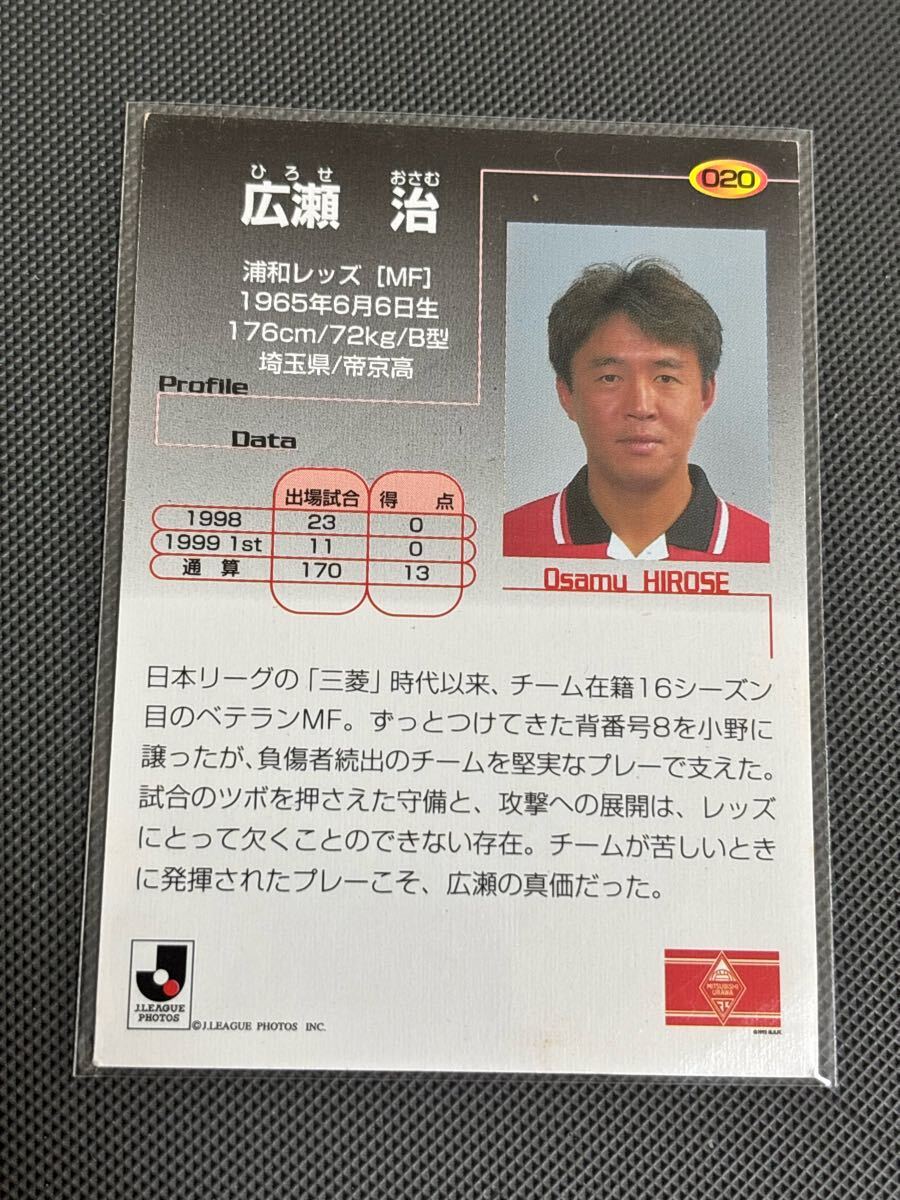 020
ひろせ おさむ
広瀬 治
浦和レッズ [MF]
1965年6月6日生
176cm/72kg/B型
埼玉県/帝京高
Profile
Data
出場試合 得点
1998 23 0
1999 1st 11 0
通算 170 13
Osamu HIROSE
日本リーグの「三菱」時代以来、チーム在籍16シーズン
目のベテランMF。ずっとつけてきた背番号8を小野に
譲ったが、負傷者続出のチームを堅実なプレーで支えた。
試合のツボを押さえた守備と、攻撃への展開は、レッズ
にとって欠くことのできない存在。チームが苦しいとき
に発揮されたプレーこそ、広瀬の真価だった。
J.LEAGUE
PHOTOS
©J.LEAGUE PHOTOS INC.
MITSUBISHI
URAWA